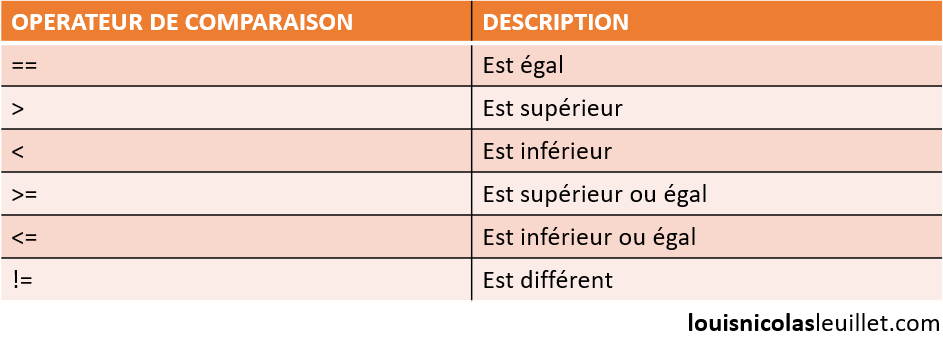 OPERATEUR DE COMPARAISON DESCRIPTION
== Est égal
> Est supérieur
< Est inférieur
>= Est supérieur ou égal
<= Est inférieur ou égal
!= Est différent
louisnicolasleuillet.com